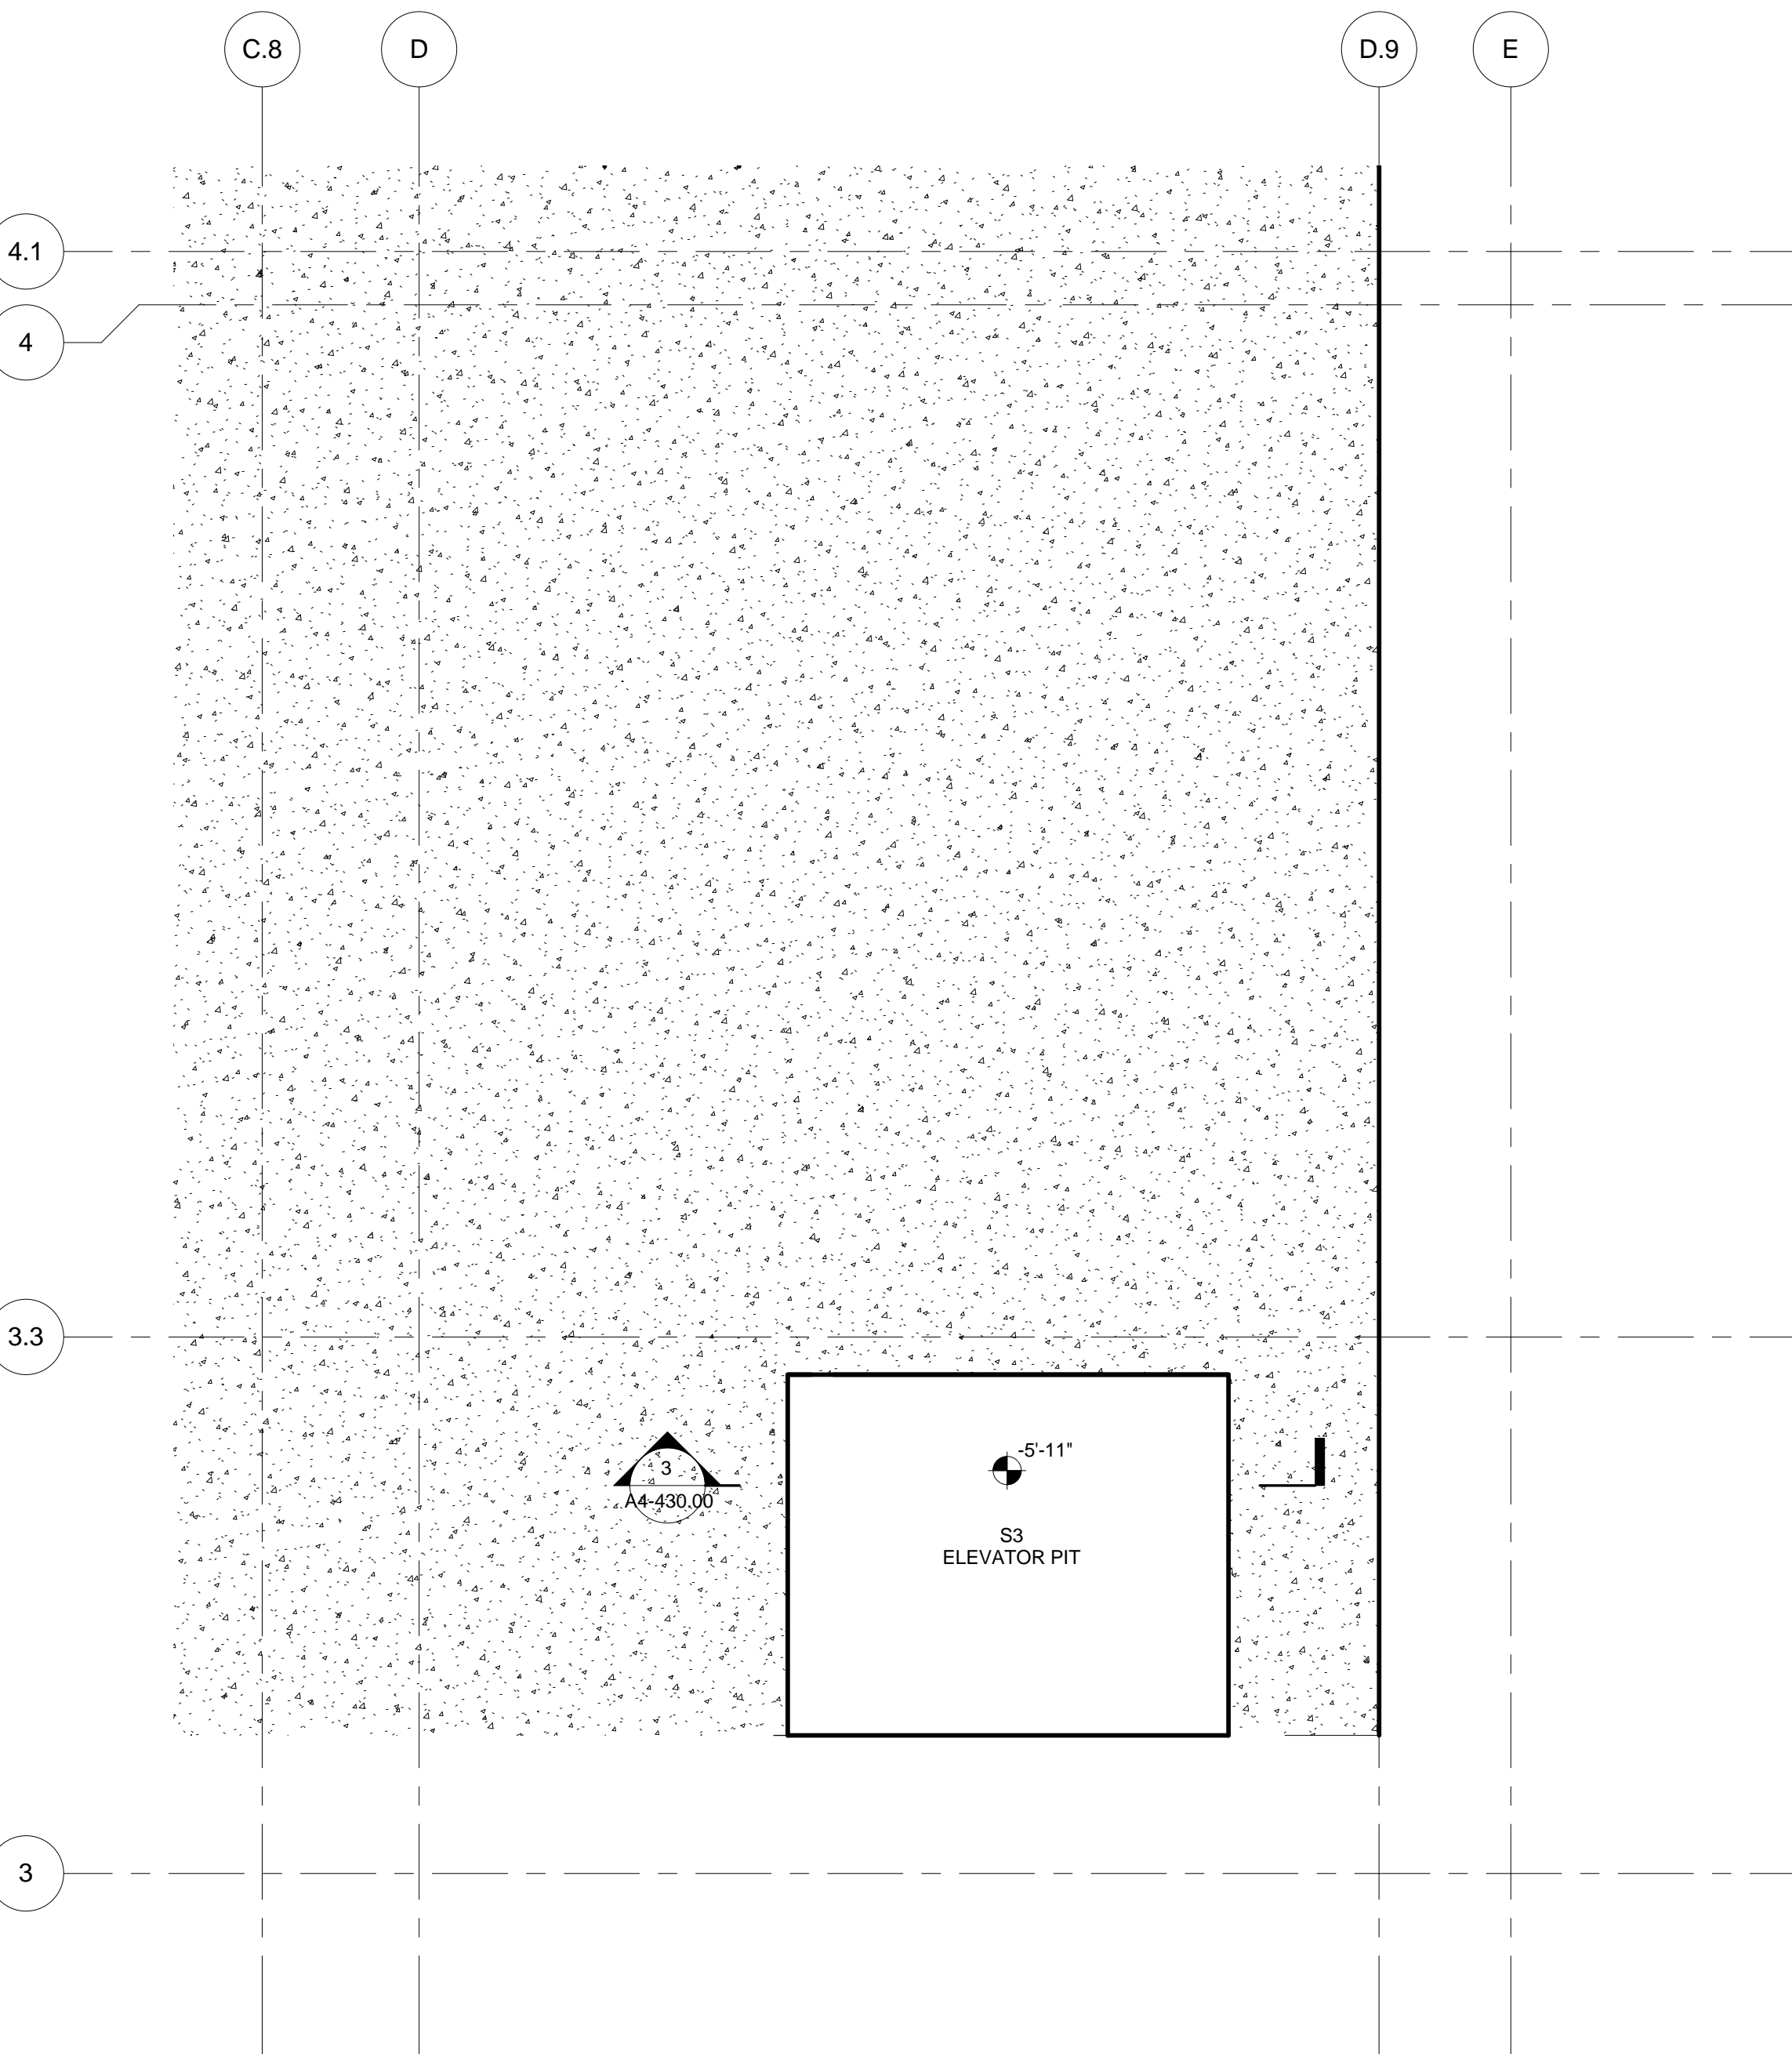 C.8
D
D.9
E
4.1
4
3.3
-5'-11"
3
A4-430.00
S3
ELEVATOR PIT
3